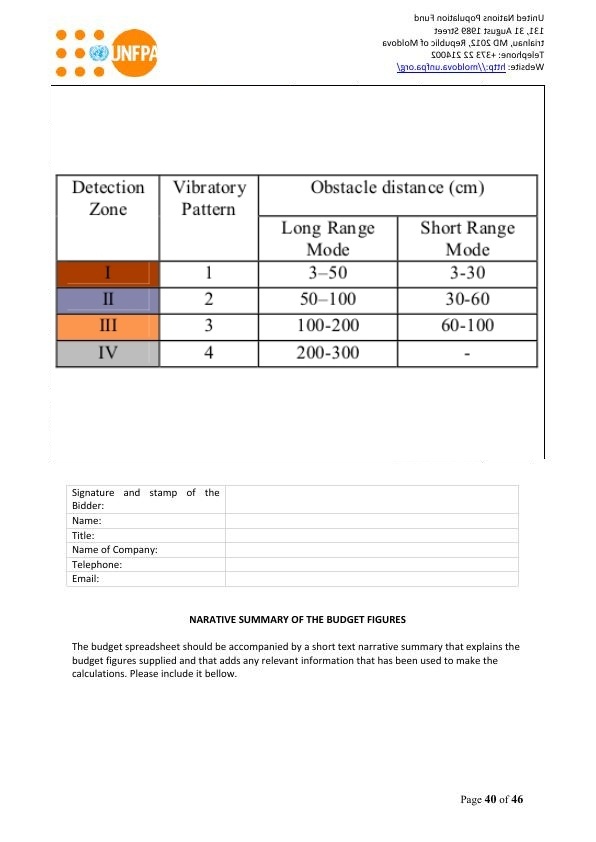 UNFPA
United Nations Population Fund
131, 31 August 1989 Street
trainau, MD 2012, Republic of Moldova
Telephone: +373 22 214002
Website: http://moldova.unfpa.org/
Detection Zone Vibratory Pattern Obstacle distance (cm)
Long Range Mode Short Range Mode
I 1 3–50 3-30
II 2 50–100 30-60
III 3 100-200 60-100
IV 4 200-300 -
Signature and stamp of the
Bidder:
Name:
Title:
Name of Company:
Telephone:
Email:
NARATIVE SUMMARY OF THE BUDGET FIGURES
The budget spreadsheet should be accompanied by a short text narrative summary that explains the
budget figures supplied and that adds any relevant information that has been used to make the
calculations. Please include it bellow.
Page 40 of 46